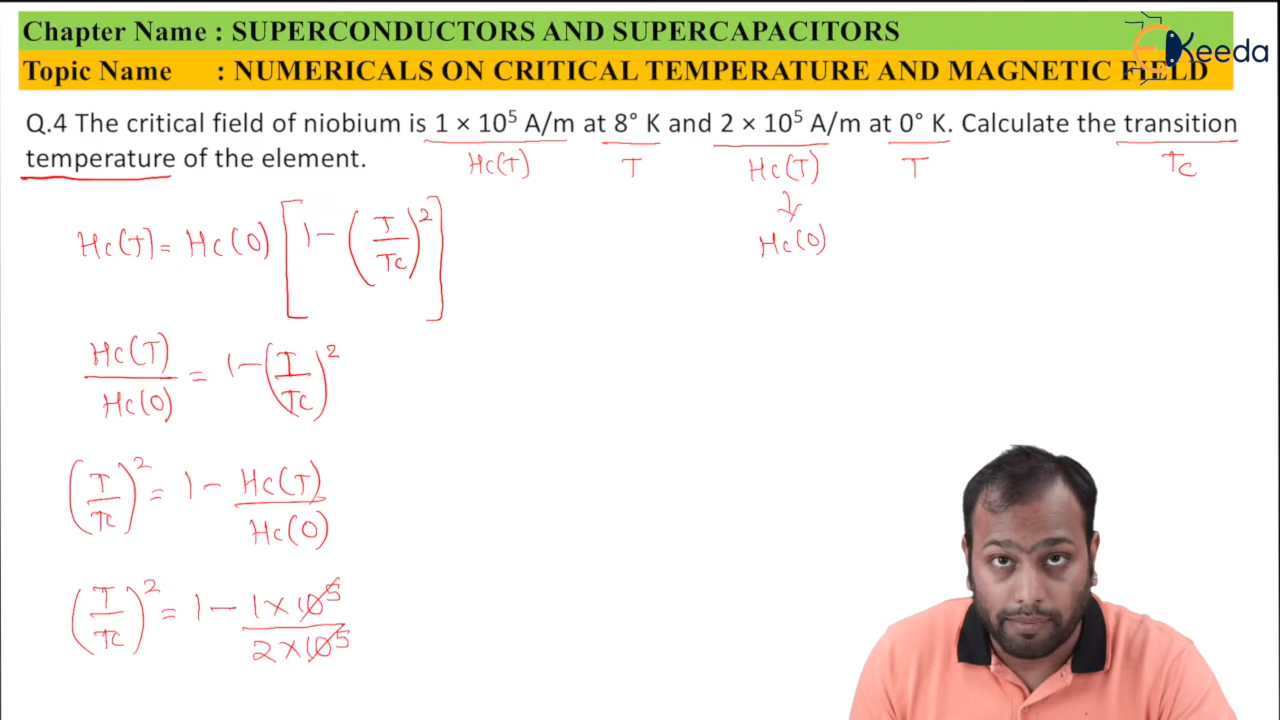 Chapter Name : SUPERCONDUCTORS AND SUPERCAPACITORS
Keeda
Topic Name : NUMERICALS ON CRITICAL TEMPERATURE AND MAGNETIC FIELD
Q.4 The critical field of niobium is 1 × 10⁵ A/m at 8° K and 2 × 10⁵ A/m at 0° K. Calculate the transition
temperature of the element.
Hc(T) T Hc(T) T Tc
Hc(0)
Hc(T) = Hc(0) [1 - (T/Tc)²]
Hc(T)/Hc(0) = 1 - (T/Tc)²
(T/Tc)² = 1 - Hc(T)/Hc(0)
(T/Tc)² = 1 - 1×10⁵/2×10⁵